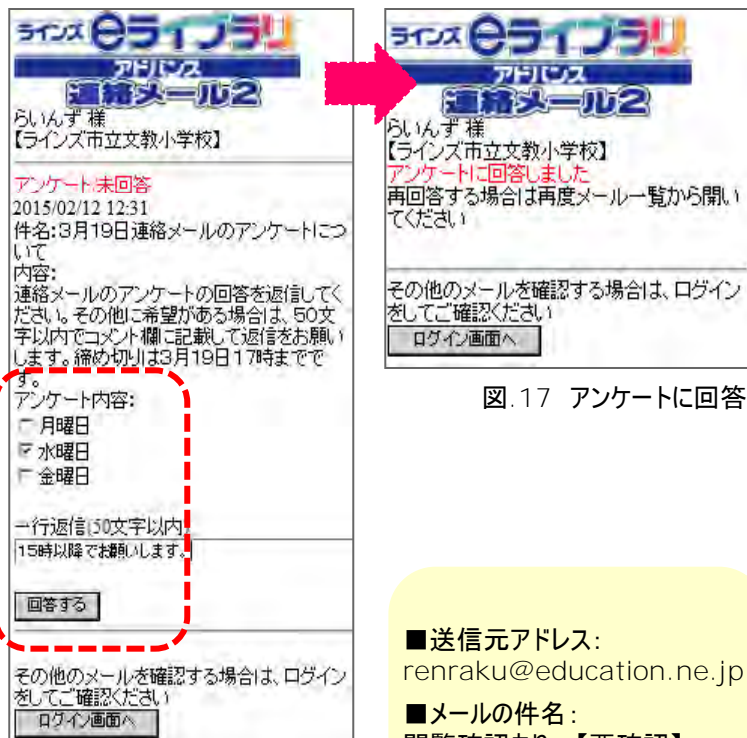 ラインズeライブラリ
アドバンス
連絡メール2
らいんず 様
【ラインズ市立文教小学校】
アンケート:未回答
2015/02/12 12:31
件名:3月19日連絡メールのアンケートにつ
いて
内容:
連絡メールのアンケートの回答を返信してく
ださい。その他に希望がある場合は、50文
字以内でコメント欄に記載して返信をお願い
します。締め切りは3月19日17時までで
す。
アンケート内容:
月曜日
水曜日
金曜日
一行返信(50文字以内)
15時以降でお願いします。
回答する
その他のメールを確認する場合は、ログイン
をしてご確認ください
ログイン画面へ
ラインズeライブラリ
アドバンス
連絡メール2
らいんず 様
【ラインズ市立文教小学校】
アンケートに回答しました
再回答する場合は再度メール一覧から開い
てください
その他のメールを確認する場合は、ログイン
をしてご確認ください
ログイン画面へ
図.17 アンケートに回答
■送信元アドレス:
renraku@education.ne.jp
■メールの件名: